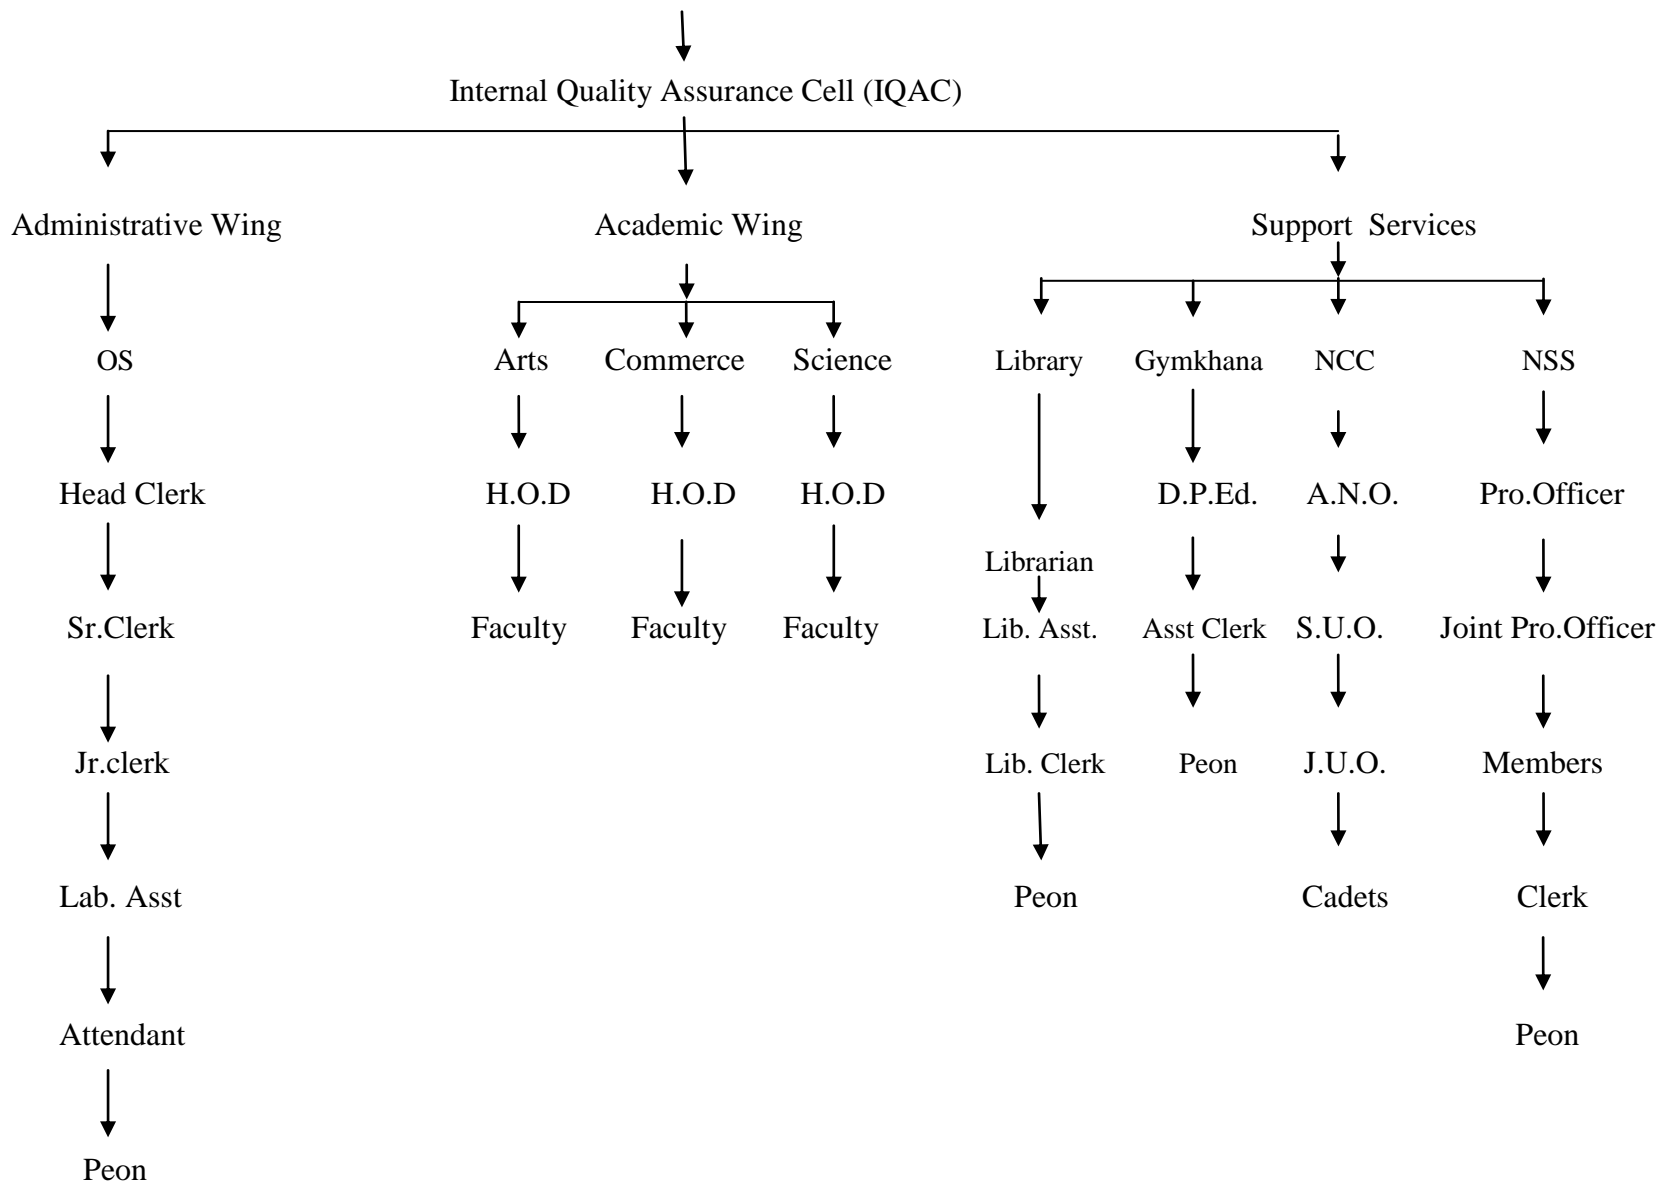 Internal Quality Assurance Cell (IQAC)
Administrative Wing Academic Wing Support Services
OS Arts Commerce Science Library Gymkhana NCC NSS
Head Clerk H.O.D H.O.D H.O.D D.P.Ed. A.N.O. Pro.Officer
Librarian
Sr.Clerk Faculty Faculty Faculty Lib. Asst. Asst Clerk S.U.O. Joint Pro.Officer
Jr.clerk Lib. Clerk Peon J.U.O. Members
Lab. Asst Peon Cadets Clerk
Attendant Peon
Peon